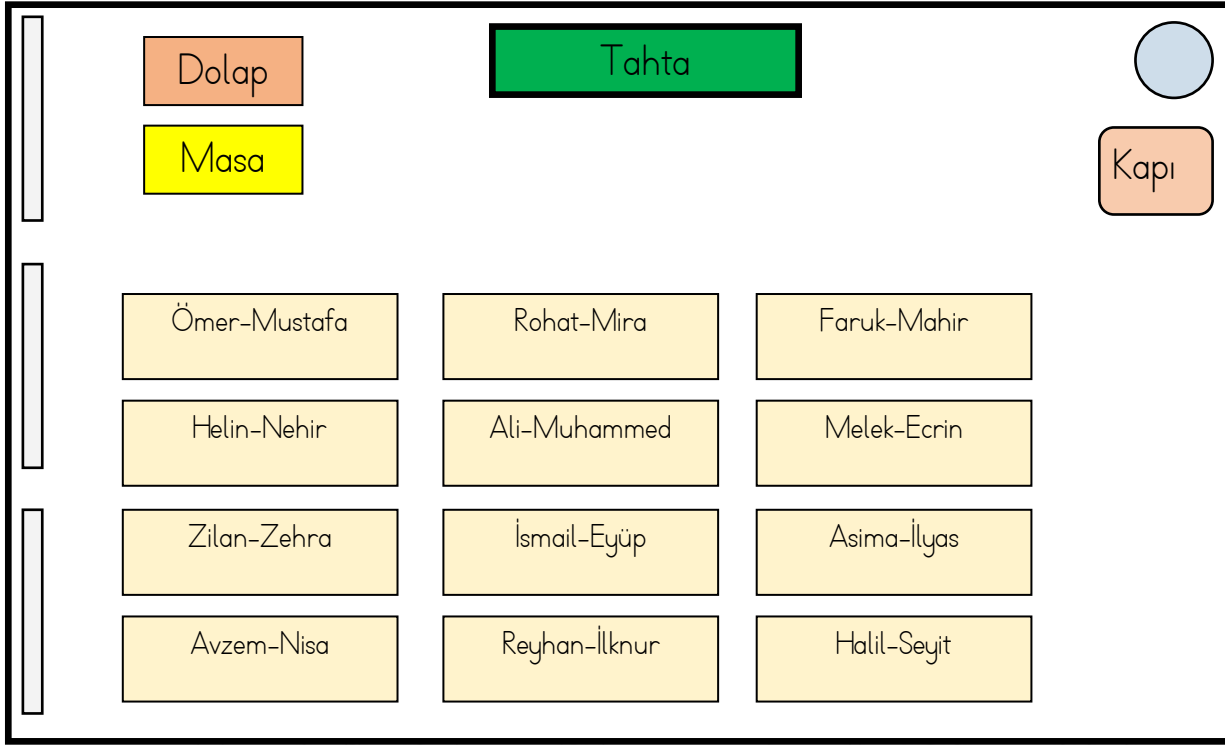 Dolap
Tahta
Masa
Kapı
Ömer-Mustafa
Rohat-Mira
Faruk-Mahir
Helin-Nehir
Ali-Muhammed
Melek-Ecrin
Zilan-Zehra
İsmail-Eyüp
Asima-İlyas
Avzem-Nisa
Reyhan-İlknur
Halil-Seyit